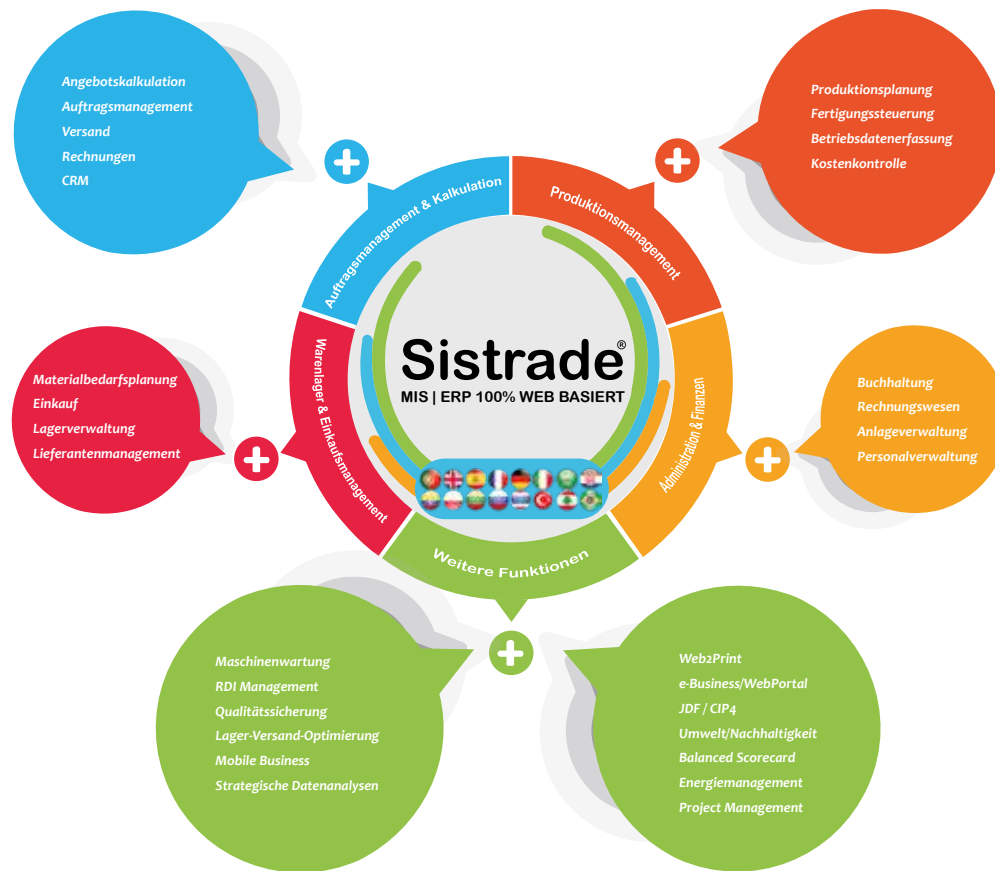 Angebotskalkulation
Auftragsmanagement
Versand
Rechnungen
CRM
Produktionsplanung
Fertigungssteuerung
Betriebsdatenerfassung
Kostenkontrolle
Auftragsmanagement & Kalkulation
Produktionsmanagement
Materialbedarfsplanung
Einkauf
Lagerverwaltung
Lieferantenmanagement
Warenlager & Einkaufsmanagement
Sistrade®
MIS | ERP 100% WEB BASIERT
Administration & Finanzen
Buchhaltung
Rechnungswesen
Anlageverwaltung
Personalverwaltung
Weitere Funktionen
Maschinenwartung
RDI Management
Qualitätssicherung
Lager-Versand-Optimierung
Mobile Business
Strategische Datenanalysen
Web2Print
e-Business/WebPortal
JDF / CIP4
Umwelt/Nachhaltigkeit
Balanced Scorecard
Energiemanagement
Project Management